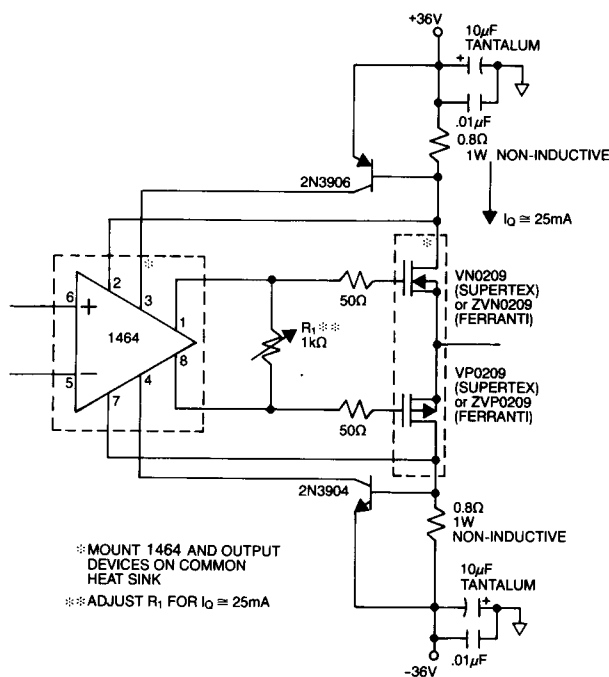 +36V
10μF
TANTALUM
+
.01μF
0.8Ω
1W NON-INDUCTIVE
2N3906
I_Q ≅ 25mA
※
※
2
3
6
+
1464
1
8
5
−
4
7
R₁※※
1kΩ
50Ω
50Ω
VN0209
(SUPERTEX)
or ZVN0209
(FERRANTI)
VP0209
(SUPERTEX)
or ZVP0209
(FERRANTI)
2N3904
0.8Ω
1W
NON-INDUCTIVE
※MOUNT 1464 AND OUTPUT
DEVICES ON COMMON
HEAT SINK
※※ADJUST R₁ FOR I_Q ≅ 25mA
10μF
TANTALUM
+
.01μF
−36V